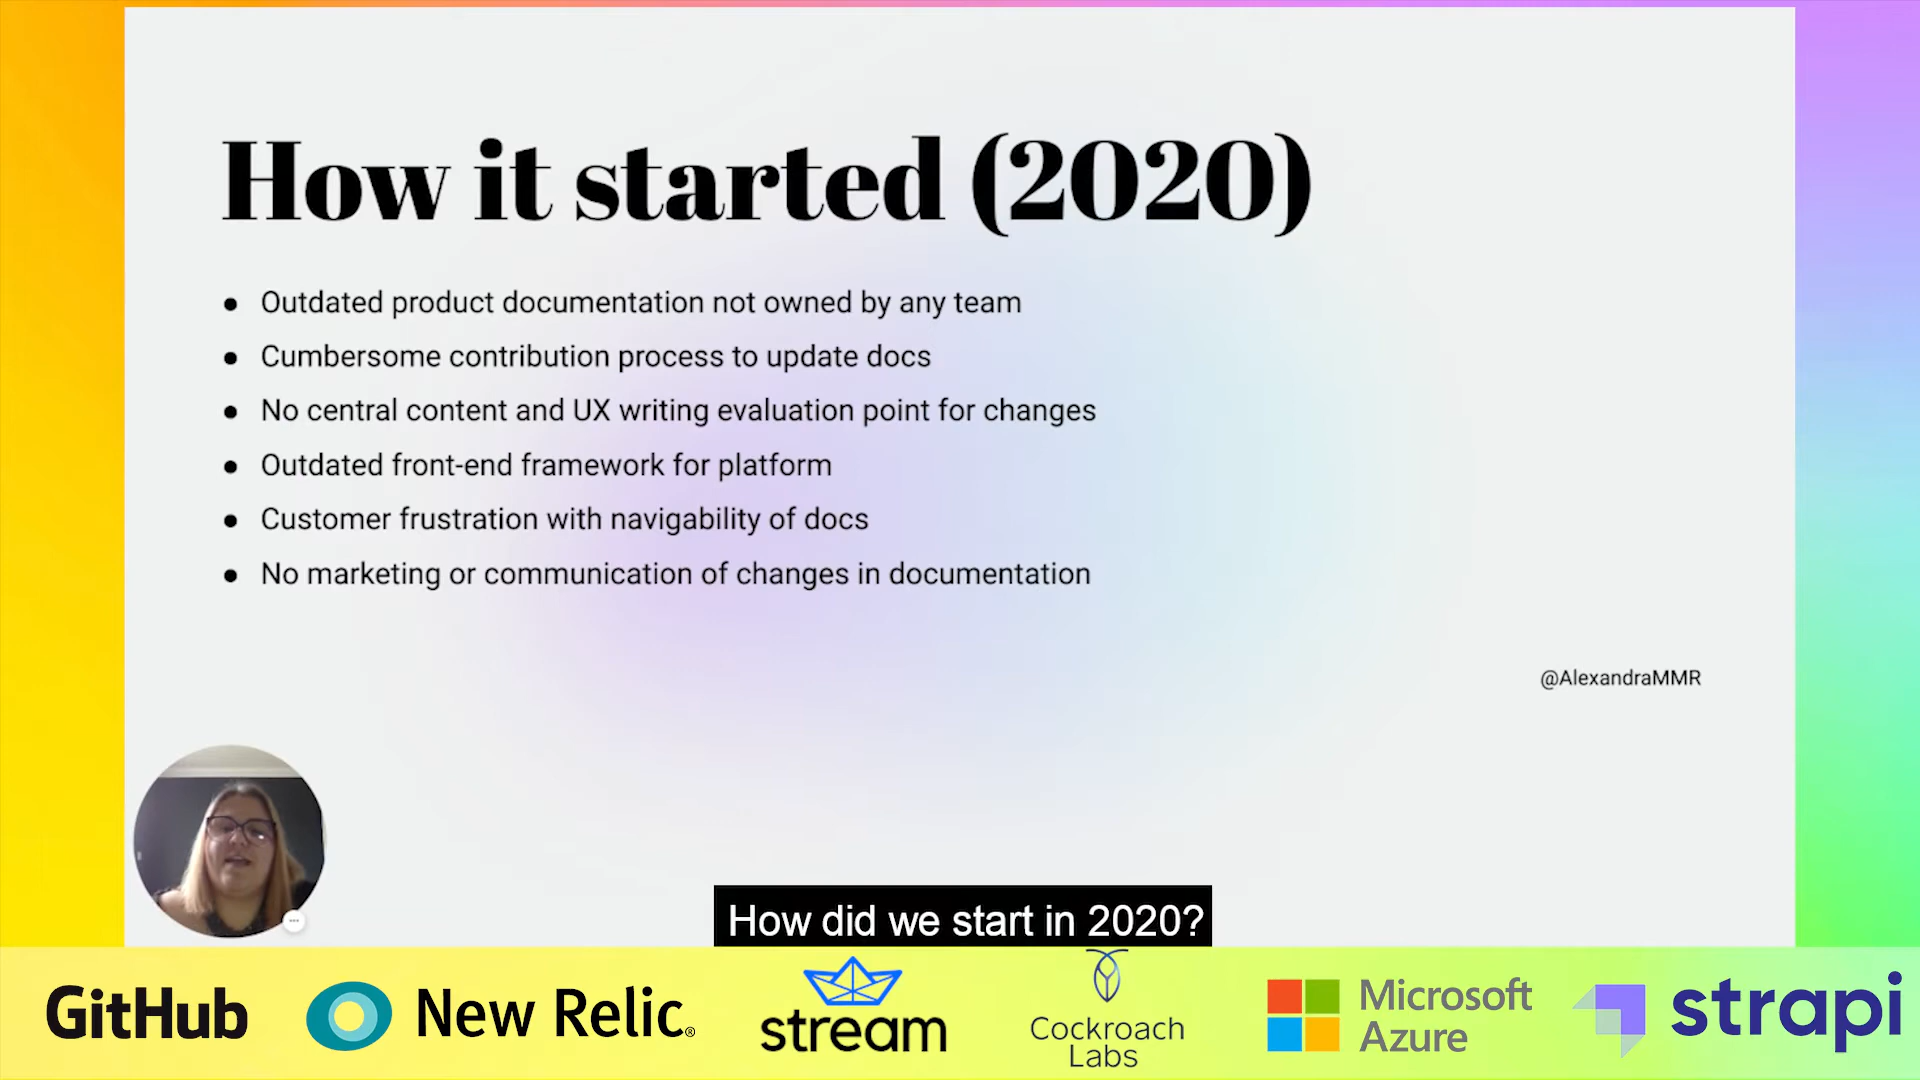 How it started (2020)
● Outdated product documentation not owned by any team
● Cumbersome contribution process to update docs
● No central content and UX writing evaluation point for changes
● Outdated front-end framework for platform
● Customer frustration with navigability of docs
● No marketing or communication of changes in documentation
@AlexandraMMR
How did we start in 2020?
GitHub
New Relic®
stream
Cockroach
Labs
Microsoft
Azure
strapi